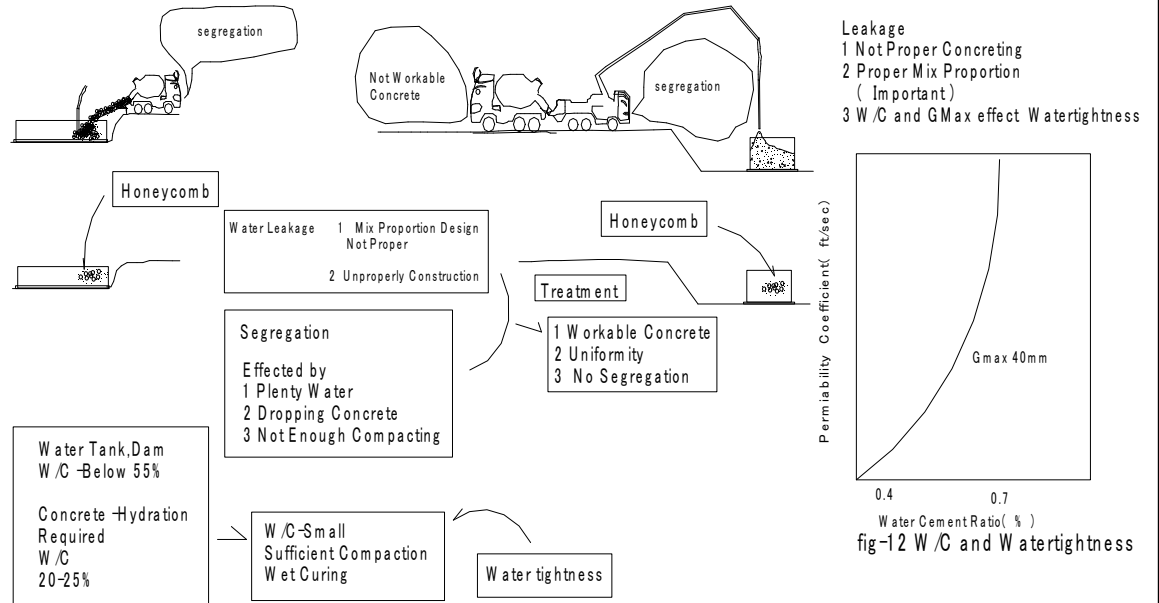 segregation
Not Workable
Concrete
segregation
Leakage
1 Not Proper Concreting
2 Proper Mix Proportion
( Important)
3 W/C and GMax effect Watertightness
Honeycomb
Water Leakage 1 Mix Proportion Design
Not Proper
2 Unproperly Construction
Honeycomb
Treatment
1 Workable Concrete
2 Uniformity
3 No Segregation
Segregation
Effected by
1 Plenty Water
2 Dropping Concrete
3 Not Enough Compacting
Water Tank,Dam
W/C-Below 55%
Concrete-Hydration
Required
W/C
20-25%
W/C-Small
Sufficient Compaction
Wet Curing
Water tightness
Permiability Coefficient( ft/sec)
Gmax 40mm
0.4 0.7
Water Cement Ratio( % )
fig-12 W/C and Watertightness